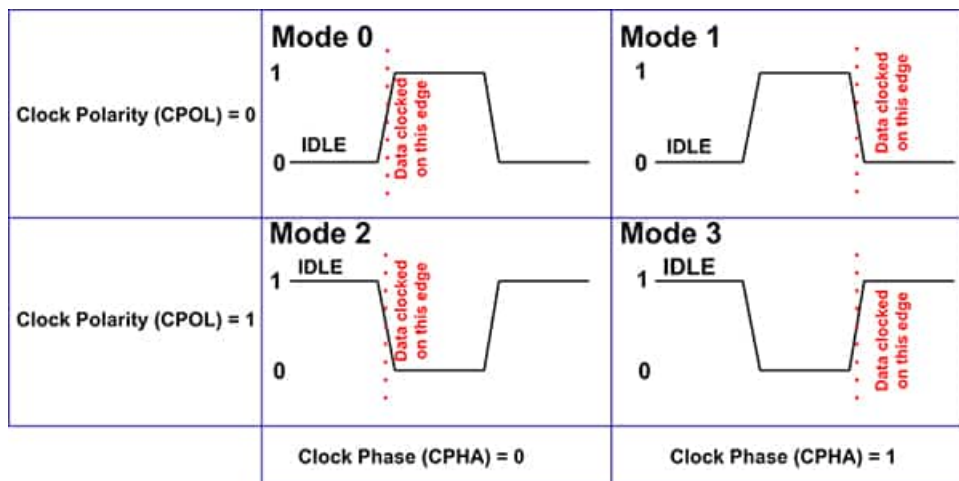 Mode 0
Mode 1
1
1
Data clocked
on this edge
Data clocked
on this edge
Clock Polarity (CPOL) = 0
IDLE
IDLE
0
0
Mode 2
Mode 3
IDLE
IDLE
1
1
Data clocked
on this edge
Data clocked
on this edge
Clock Polarity (CPOL) = 1
0
0
Clock Phase (CPHA) = 0
Clock Phase (CPHA) = 1